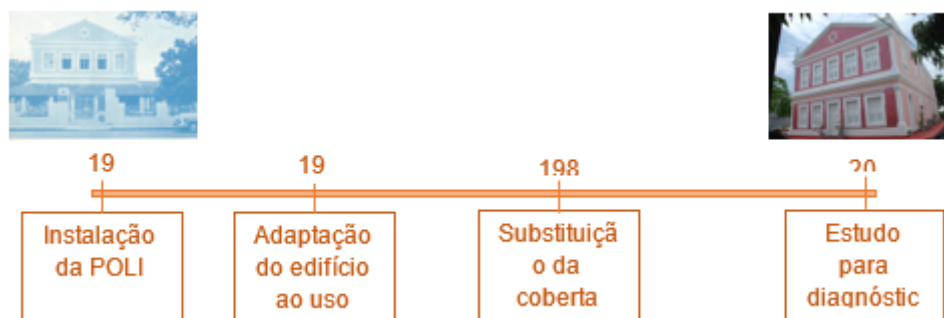 19
19
198
20
Instalação
da POLI
Adaptação
do edifício
ao uso
Substituiçã
o da
coberta
Estudo
para
diagnóstic